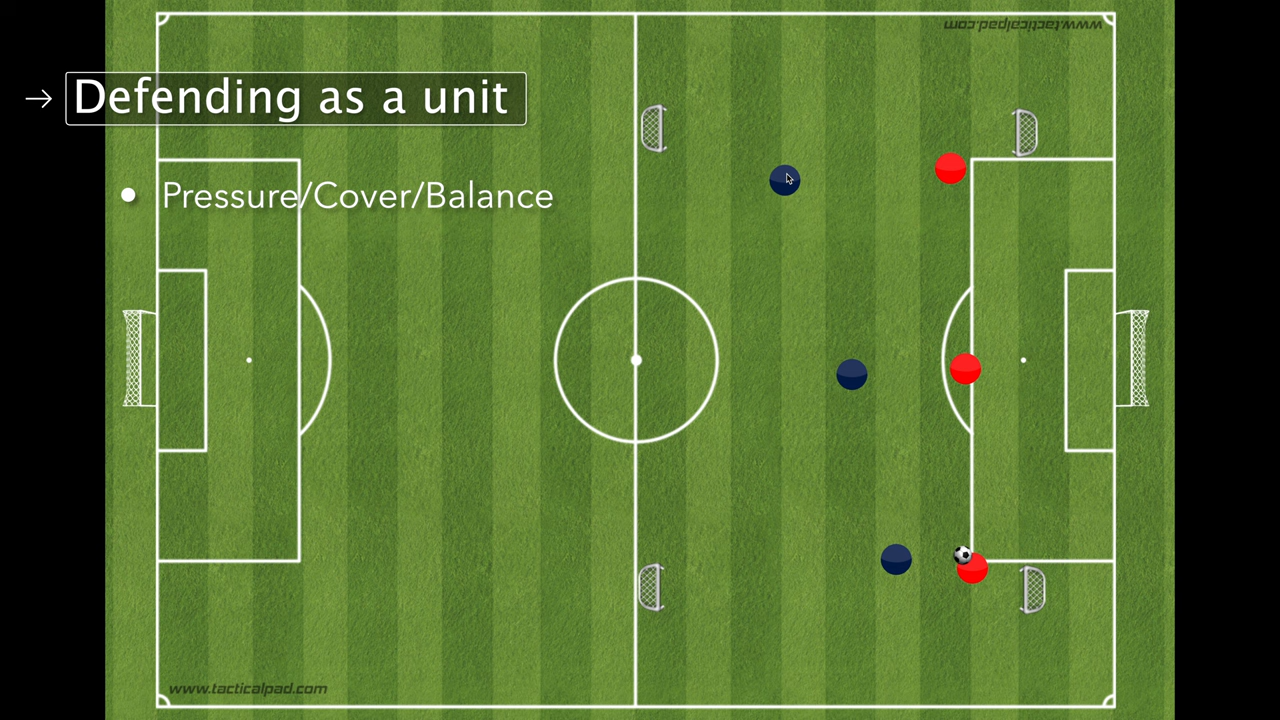 www.tacticalpad.com
→ Defending as a unit
• Pressure/Cover/Balance
www.tacticalpad.com